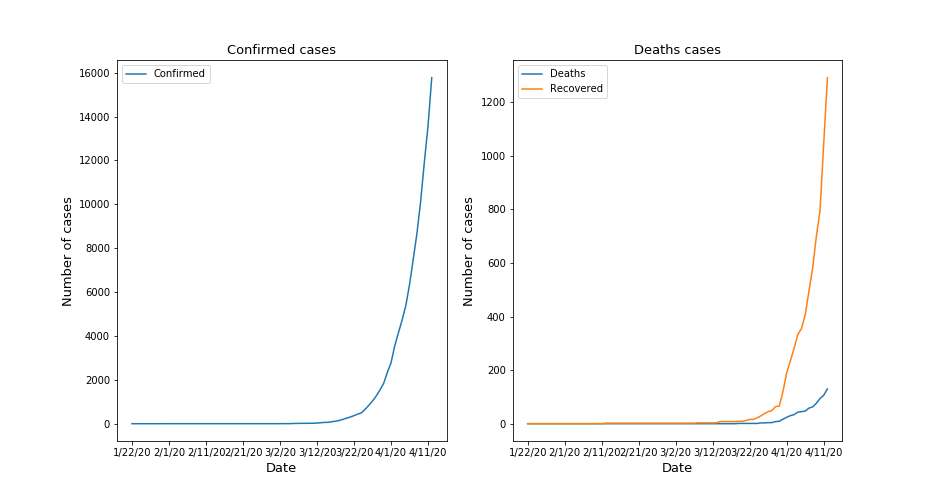 Confirmed cases
Confirmed
16000
14000
12000
10000
8000
6000
4000
2000
0
Number of cases
1/22/20 2/1/20 2/11/20 2/21/20 3/2/20 3/12/20 3/22/20 4/1/20 4/11/20
Date
Deaths cases
Deaths
Recovered
1200
1000
800
600
400
200
0
Number of cases
1/22/20 2/1/20 2/11/20 2/21/20 3/2/20 3/12/20 3/22/20 4/1/20 4/11/20
Date